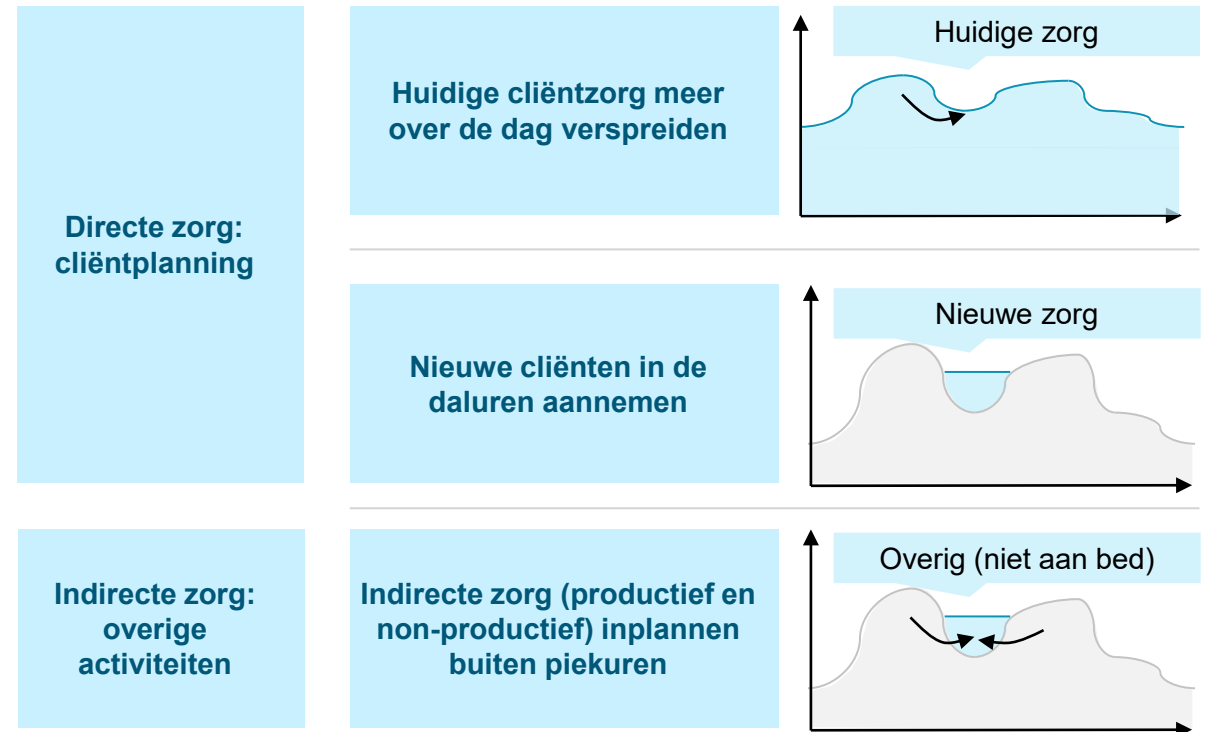 Directe zorg:
cliëntplanning
Huidige cliëntzorg meer
over de dag verspreiden
Huidige zorg
Nieuwe cliënten in de
daluren aannemen
Nieuwe zorg
Indirecte zorg:
overige
activiteiten
Indirecte zorg (productief en
non-productief) inplannen
buiten piekuren
Overig (niet aan bed)